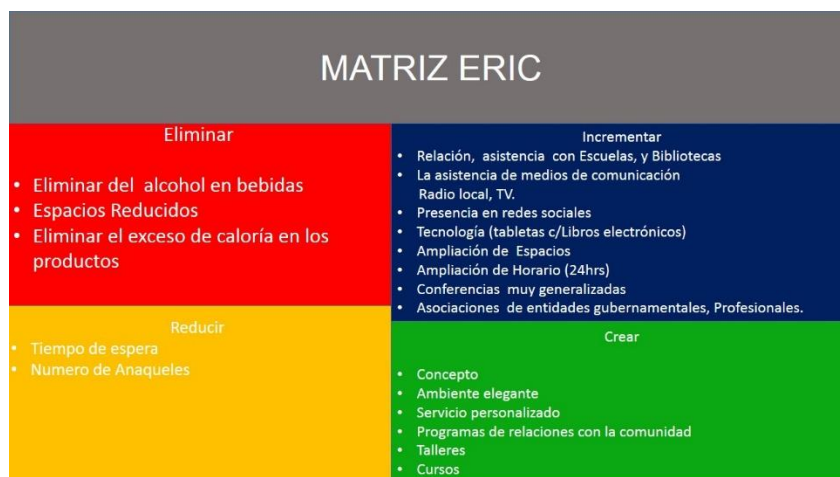 MATRIZ ERIC
Eliminar
• Eliminar del alcohol en bebidas
• Espacios Reducidos
• Eliminar el exceso de caloría en los
productos
Incrementar
• Relación, asistencia con Escuelas, y Bibliotecas
• La asistencia de medios de comunicación
Radio local, TV.
• Presencia en redes sociales
• Tecnología (tabletas c/Libros electrónicos)
• Ampliación de Espacios
• Ampliación de Horario (24hrs)
• Conferencias muy generalizadas
• Asociaciones de entidades gubernamentales, Profesionales.
Reducir
• Tiempo de espera
• Numero de Anaqueles
Crear
• Concepto
• Ambiente elegante
• Servicio personalizado
• Programas de relaciones con la comunidad
• Talleres
• Cursos